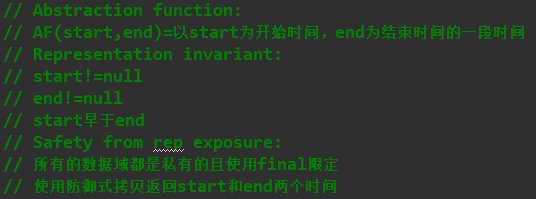 // Abstraction function:
// AF(start,end)=以start为开始时间，end为结束时间的一段时间
// Representation invariant:
// start!=null
// end!=null
// start早于end
// Safety from rep exposure:
// 所有的数据域都是私有的且使用final限定
// 使用防御式拷贝返回start和end两个时间